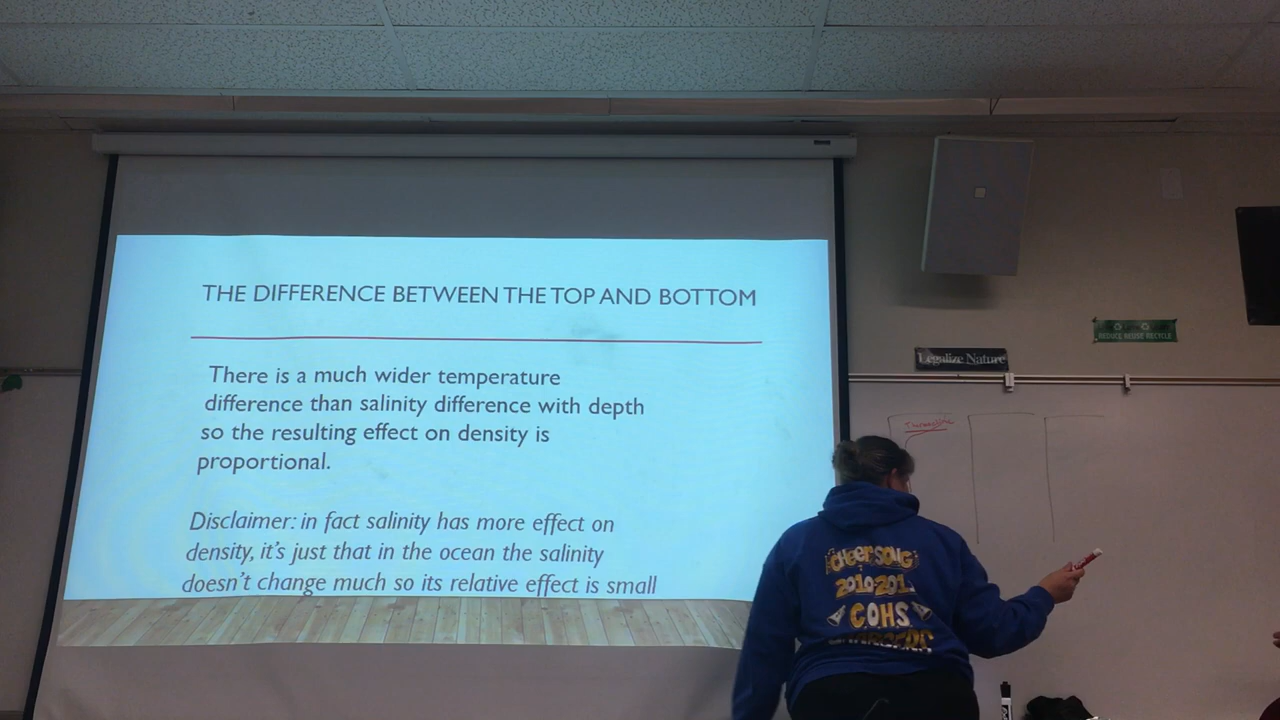 THE DIFFERENCE BETWEEN THE TOP AND BOTTOM
There is a much wider temperature
difference than salinity difference with depth
so the resulting effect on density is
proportional.
Disclaimer: in fact salinity has more effect on
density, it's just that in the ocean the salinity
doesn't change much so its relative effect is small
Legalize Nature
REDUCE REUSE RECYCLE
COHS